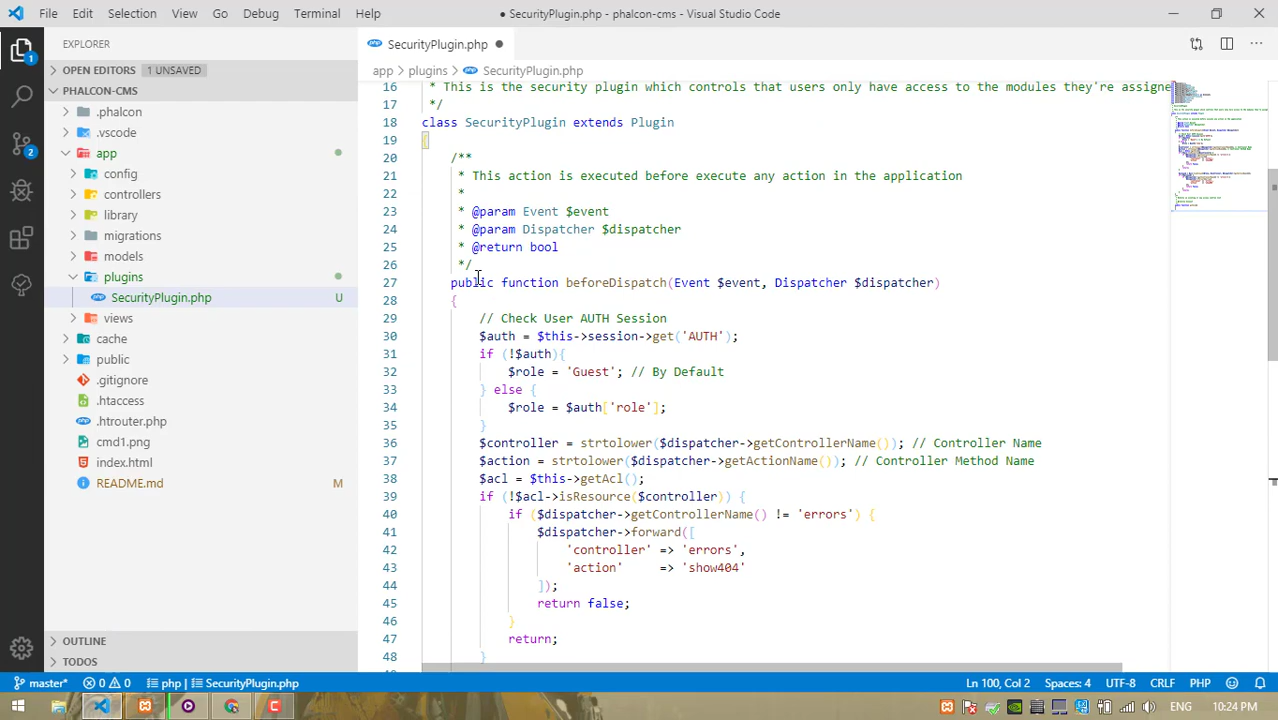 File Edit Selection View Go Debug Terminal Help
● SecurityPlugin.php - phalcon-cms - Visual Studio Code
EXPLORER
OPEN EDITORS 1 UNSAVED
PHALCON-CMS
.phalcon
.vscode
app
config
controllers
library
migrations
models
plugins
SecurityPlugin.php U
views
cache
public
.gitignore
.htaccess
.htrouter.php
cmd1.png
index.html
README.md M
OUTLINE
TODOS
1
2
SecurityPlugin.php ●
app > plugins > SecurityPlugin.php
16 * This is the security plugin which controls that users only have access to the modules they're assigne
17 */
18 class SecurityPlugin extends Plugin
19 {
20 /**
21 * This action is executed before execute any action in the application
22 *
23 * @param Event $event
24 * @param Dispatcher $dispatcher
25 * @return bool
26 */
27 public function beforeDispatch(Event $event, Dispatcher $dispatcher)
28 {
29 // Check User AUTH Session
30 $auth = $this->session->get('AUTH');
31 if (!$auth){
32 $role = 'Guest'; // By Default
33 } else {
34 $role = $auth['role'];
35 }
36 $controller = strtolower($dispatcher->getControllerName()); // Controller Name
37 $action = strtolower($dispatcher->getActionName()); // Controller Method Name
38 $acl = $this->getAcl();
39 if (!$acl->isResource($controller)) {
40 if ($dispatcher->getControllerName() != 'errors') {
41 $dispatcher->forward([
42 'controller' => 'errors',
43 'action' => 'show404'
44 ]);
45 return false;
46 }
47 return;
48 }
master* 0 0 php | SecurityPlugin.php Ln 100, Col 2 Spaces: 4 UTF-8 CRLF PHP
ENG 10:24 PM